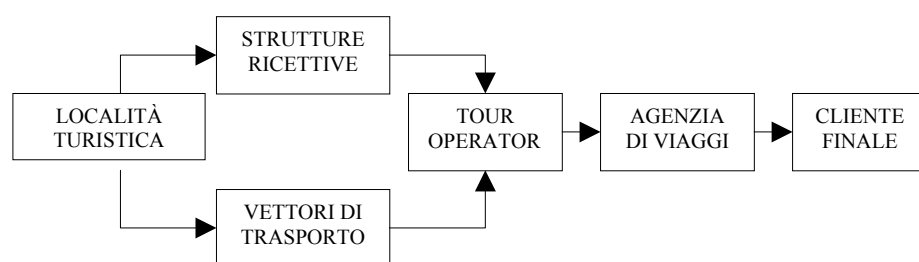 STRUTTURE
RICETTIVE
LOCALITÀ
TURISTICA
TOUR
OPERATOR
AGENZIA
DI VIAGGI
CLIENTE
FINALE
VETTORI DI
TRASPORTO